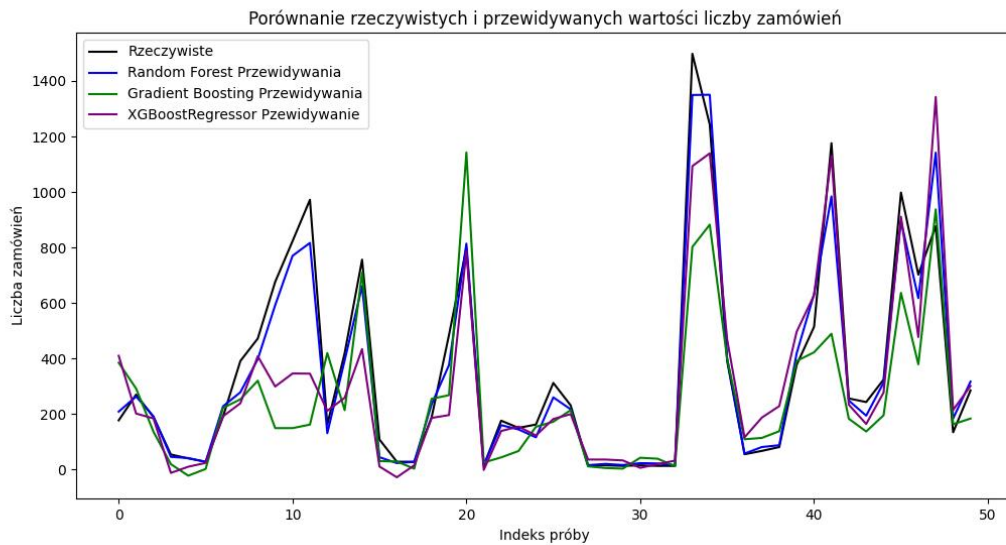 Porównanie rzeczywistych i przewidywanych wartości liczby zamówień
Rzeczywiste
Random Forest Przewidywania
Gradient Boosting Przewidywania
XGBoostRegressor Pzewidywanie
Liczba zamówień
1400
1200
1000
800
600
400
200
0
0 10 20 30 40 50
Indeks próby